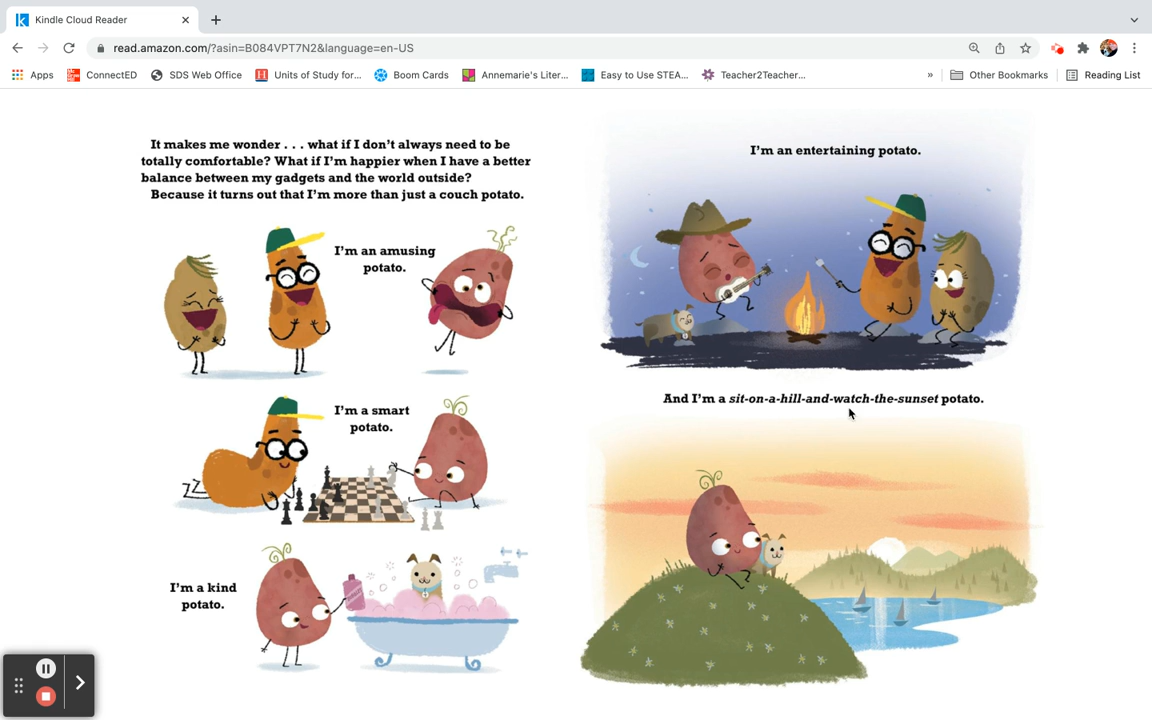 Kindle Cloud Reader
read.amazon.com/?asin=B084VPT7N2&language=en-US
Apps
ConnectED
SDS Web Office
Units of Study for...
Boom Cards
Annemarie's Liter...
Easy to Use STEA...
Teacher2Teacher...
»
Other Bookmarks
Reading List
It makes me wonder . . . what if I don't always need to be
totally comfortable? What if I'm happier when I have a better
balance between my gadgets and the world outside?
Because it turns out that I'm more than just a couch potato.
I'm an amusing
potato.
I'm a smart
potato.
I'm a kind
potato.
I'm an entertaining potato.
And I'm a sit-on-a-hill-and-watch-the-sunset potato.